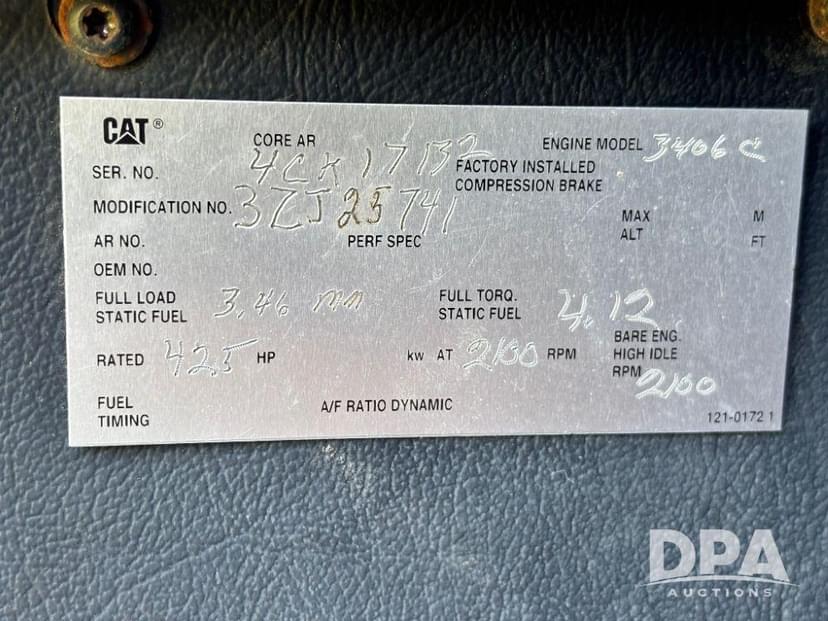 CAT®
CORE AR
ENGINE MODEL 3406 C
SER. NO. 4CK17132
FACTORY INSTALLED
COMPRESSION BRAKE
MODIFICATION NO. 3ZJ25741
MAX M
ALT FT
AR NO. PERF SPEC
OEM NO.
FULL LOAD
STATIC FUEL 3.46 mm
FULL TORQ.
STATIC FUEL 4.12
RATED 425 HP kW AT 2100 RPM
BARE ENG.
HIGH IDLE
RPM 2100
FUEL
TIMING
A/F RATIO DYNAMIC
121-0172 1
DPA
AUCTIONS